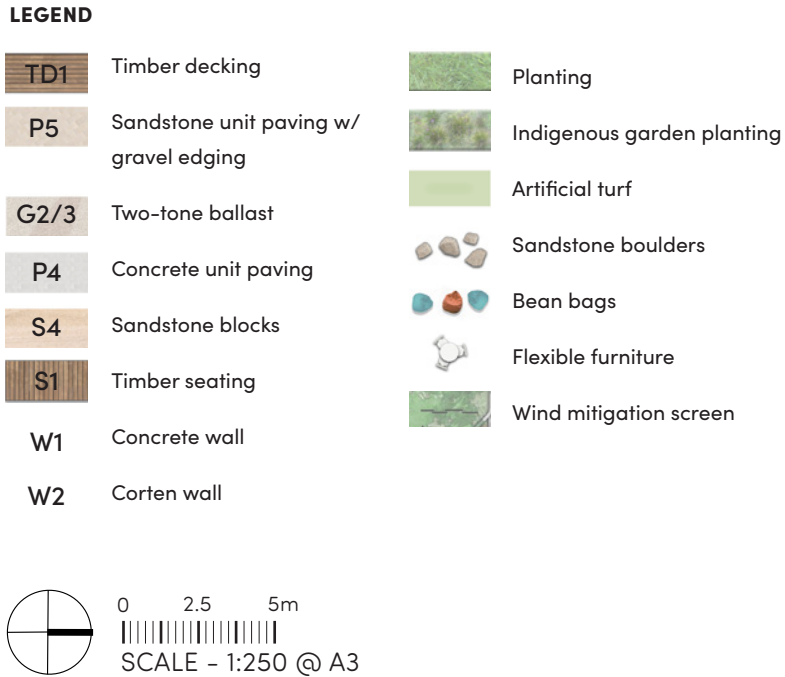 LEGEND
TD1 Timber decking
P5 Sandstone unit paving w/
gravel edging
G2/3 Two-tone ballast
P4 Concrete unit paving
S4 Sandstone blocks
S1 Timber seating
W1 Concrete wall
W2 Corten wall
Planting
Indigenous garden planting
Artificial turf
Sandstone boulders
Bean bags
Flexible furniture
Wind mitigation screen
0 2.5 5m
SCALE - 1:250 @ A3